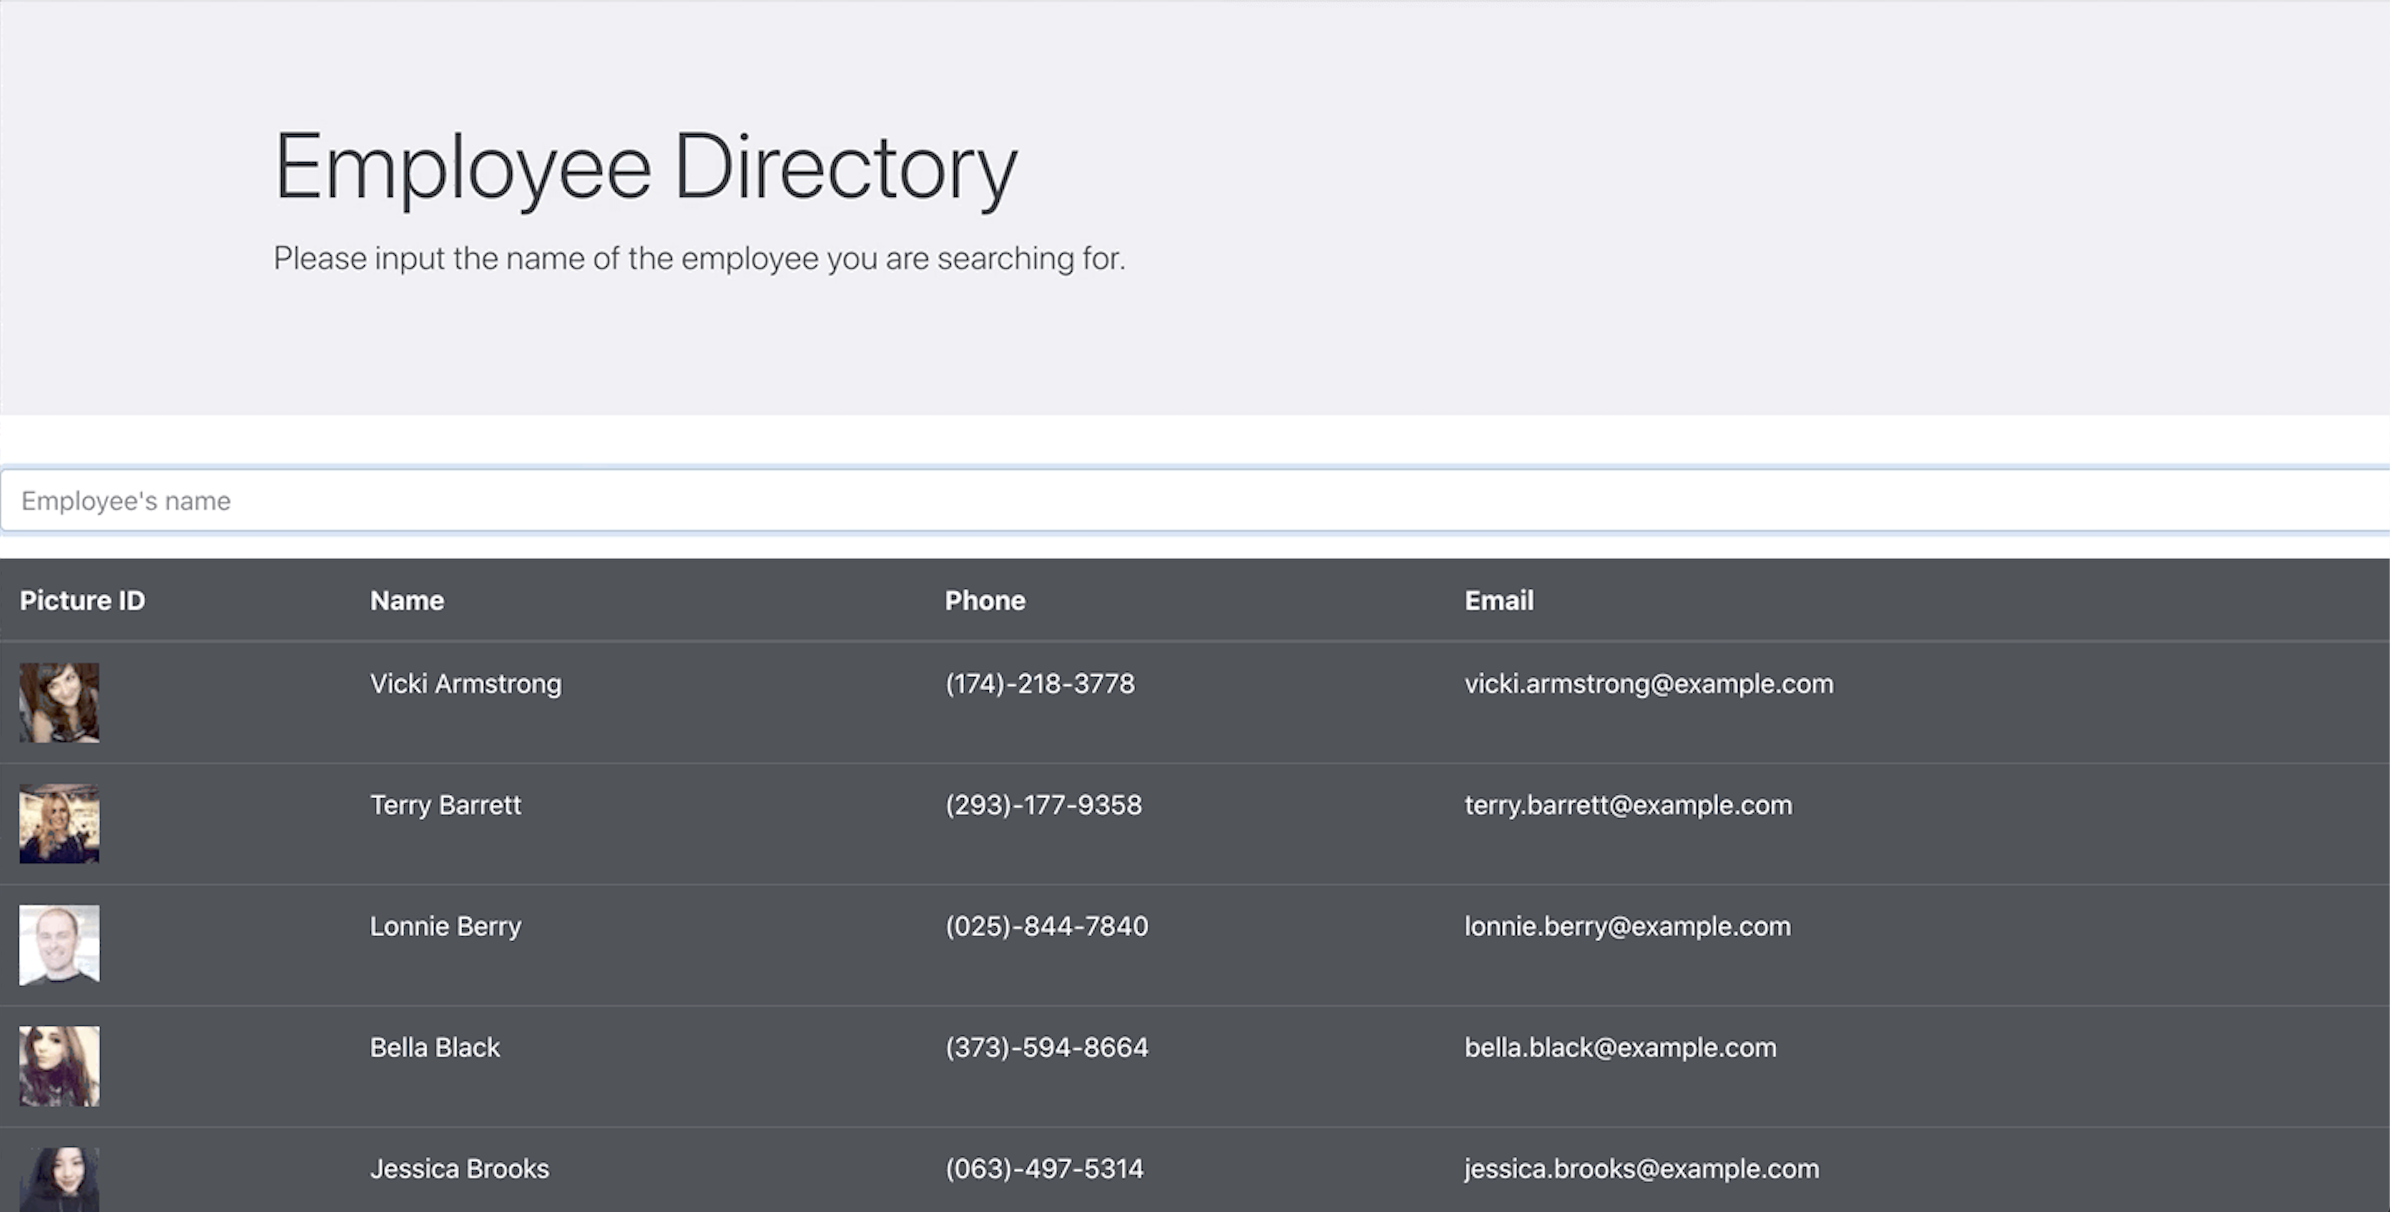 Employee Directory
Please input the name of the employee you are searching for.
Employee's name
Picture ID Name Phone Email
Vicki Armstrong (174)-218-3778 vicki.armstrong@example.com
Terry Barrett (293)-177-9358 terry.barrett@example.com
Lonnie Berry (025)-844-7840 lonnie.berry@example.com
Bella Black (373)-594-8664 bella.black@example.com
Jessica Brooks (063)-497-5314 jessica.brooks@example.com